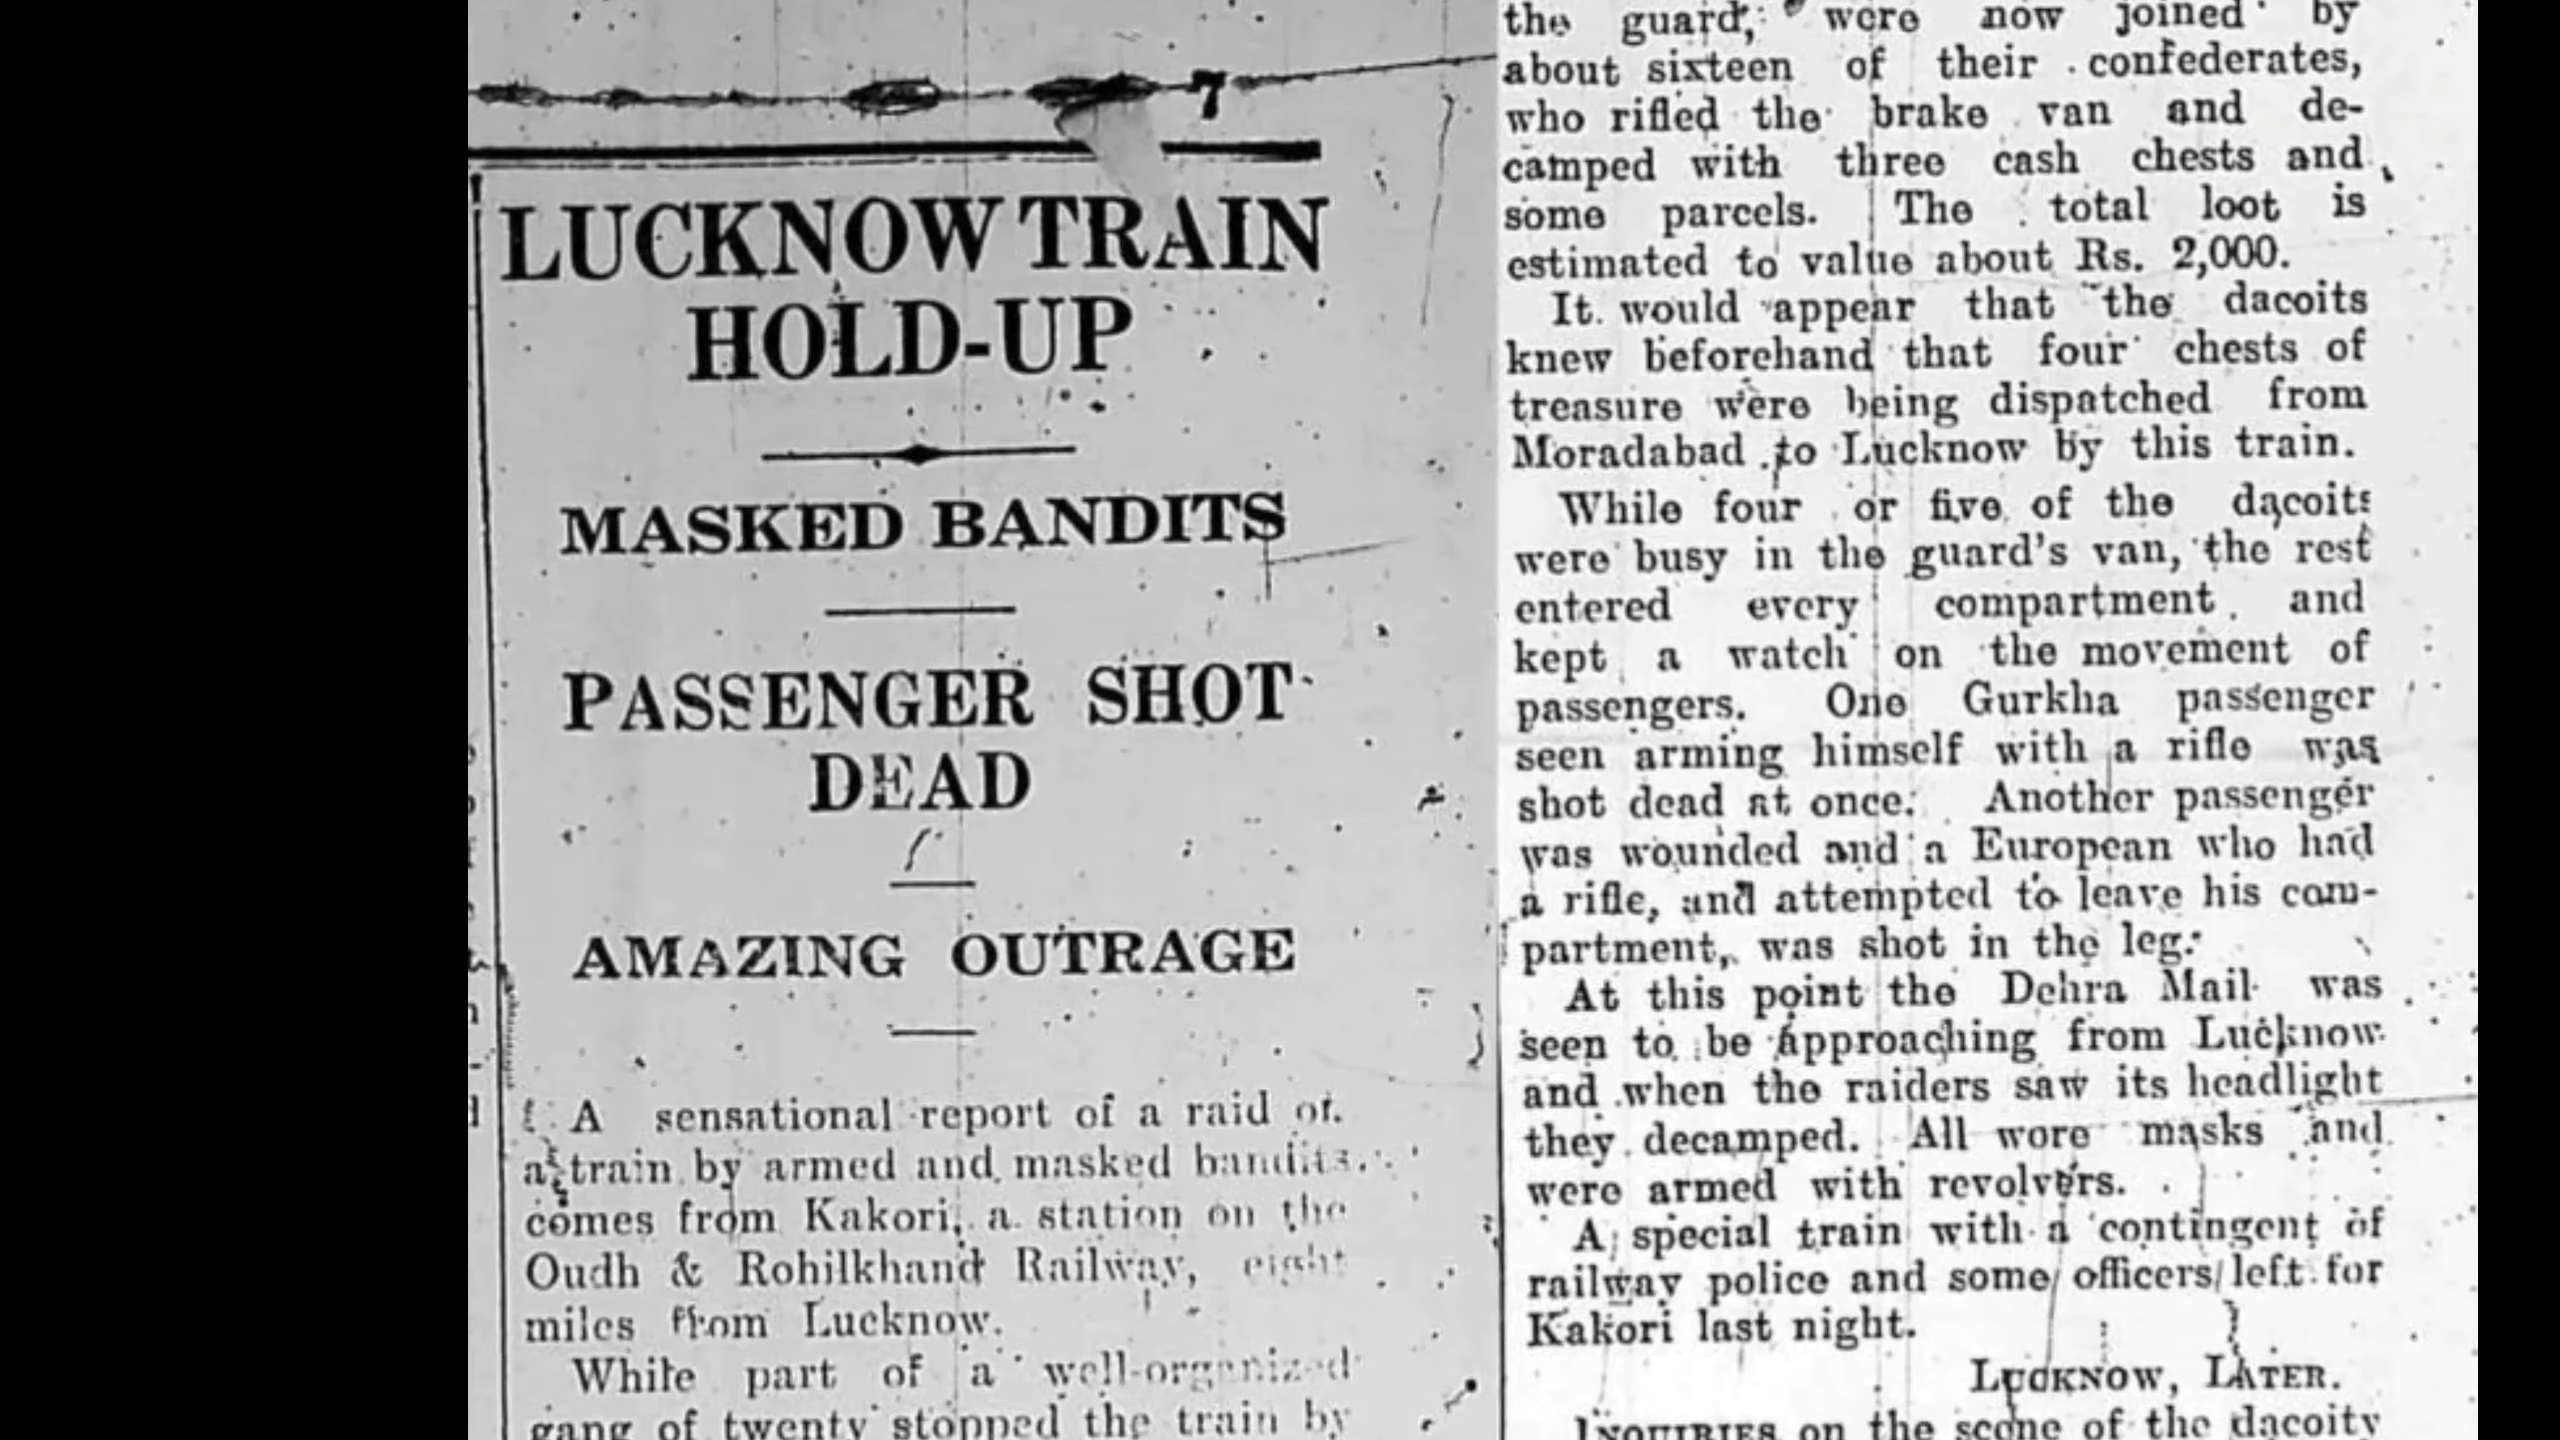 7
LUCKNOW TRAIN
HOLD-UP
MASKED BANDITS
PASSENGER SHOT
DEAD
AMAZING OUTRAGE
A sensational report of a raid of
a train by armed and masked bandits
comes from Kakori, a station on the
Oudh & Rohilkhand Railway, eight
miles from Lucknow.
While part of a well-organized
gang of twenty stopped the train by
the guard, were now joined by
about sixteen of their confederates,
who rifled the brake van and de-
camped with three cash chests and
some parcels. The total loot is
estimated to value about Rs. 2,000.
It would appear that the dacoits
knew beforehand that four chests of
treasure were being dispatched from
Moradabad to Lucknow by this train.
While four or five of the dacoits
were busy in the guard's van, the rest
entered every compartment and
kept a watch on the movement of
passengers. One Gurkha passenger
seen arming himself with a rifle was
shot dead at once. Another passenger
was wounded and a European who had
a rifle, and attempted to leave his com-
partment, was shot in the leg.
At this point the Dehra Mail was
seen to be approaching from Lucknow
and when the raiders saw its headlight
they decamped. All wore masks and
were armed with revolvers.
A special train with a contingent of
railway police and some officers left for
Kakori last night.
LUCKNOW, LATER.
INQUIRIES on the scene of the dacoity